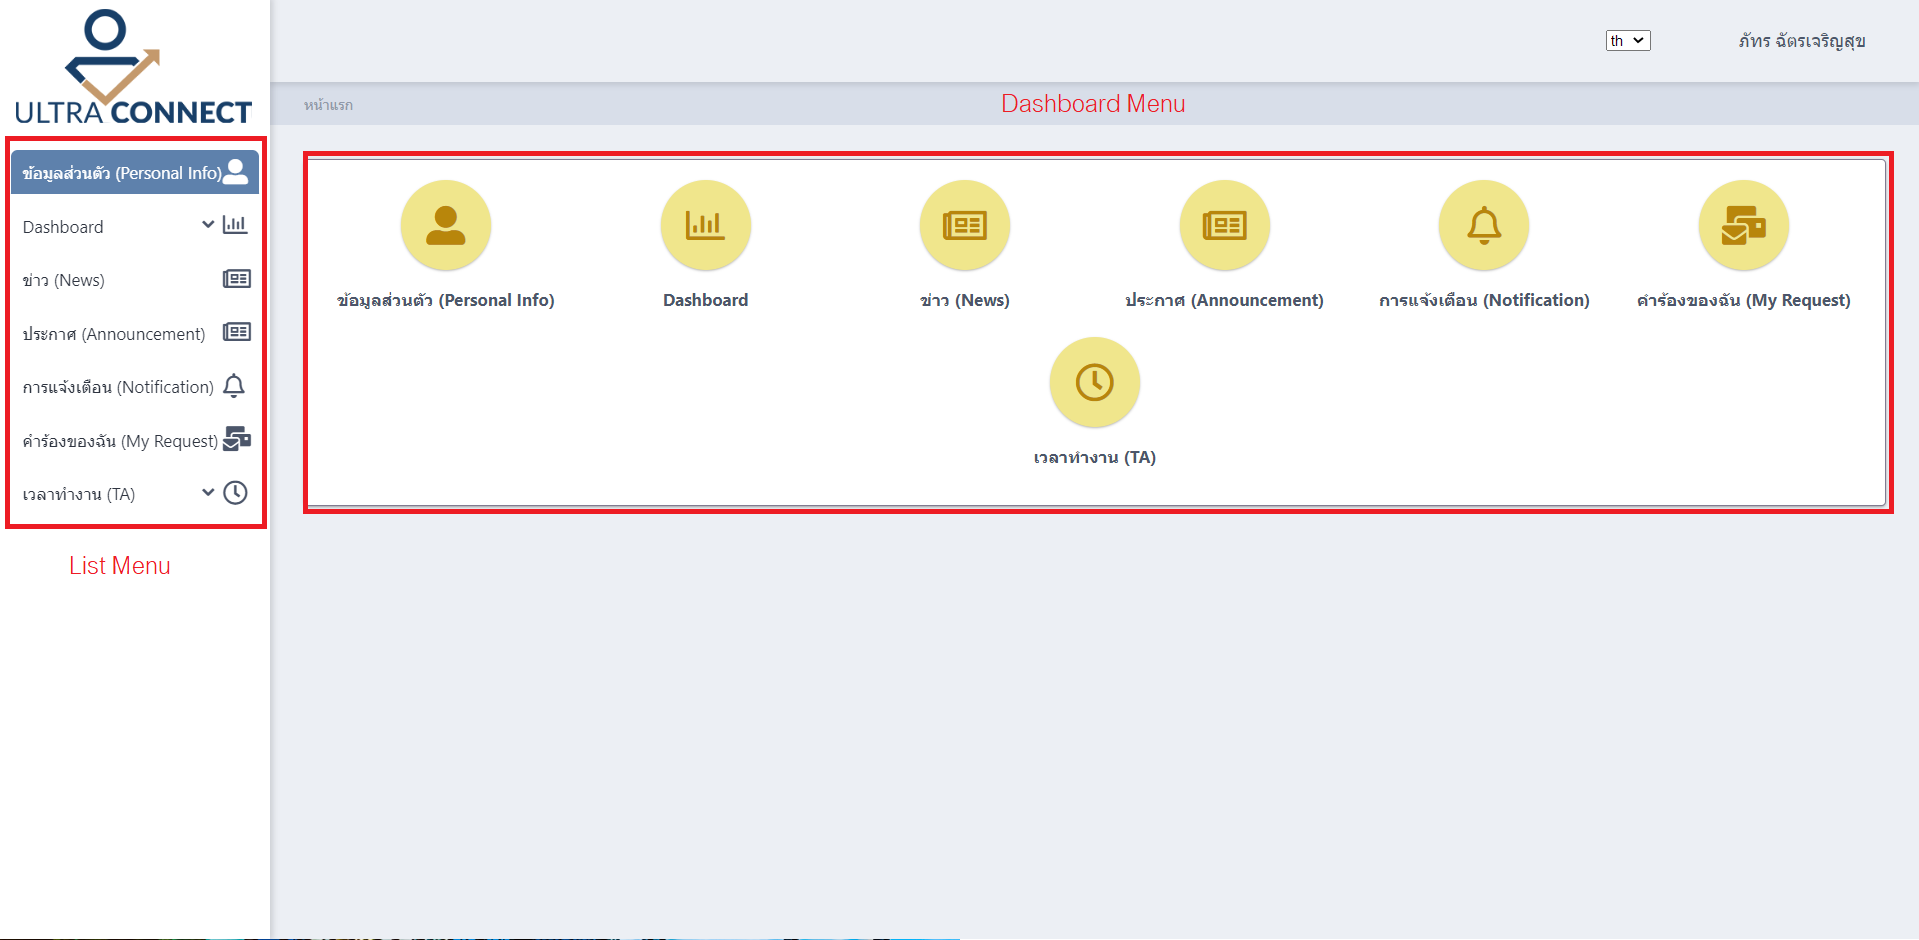 ULTRA CONNECT
th
ภัทร ฉัตรเจริญสุข
หน้าแรก
Dashboard Menu
ข้อมูลส่วนตัว (Personal Info)
Dashboard
ข่าว (News)
ประกาศ (Announcement)
การแจ้งเตือน (Notification)
คำร้องของฉัน (My Request)
เวลาทำงาน (TA)
List Menu
ข้อมูลส่วนตัว (Personal Info)
Dashboard
ข่าว (News)
ประกาศ (Announcement)
การแจ้งเตือน (Notification)
คำร้องของฉัน (My Request)
เวลาทำงาน (TA)